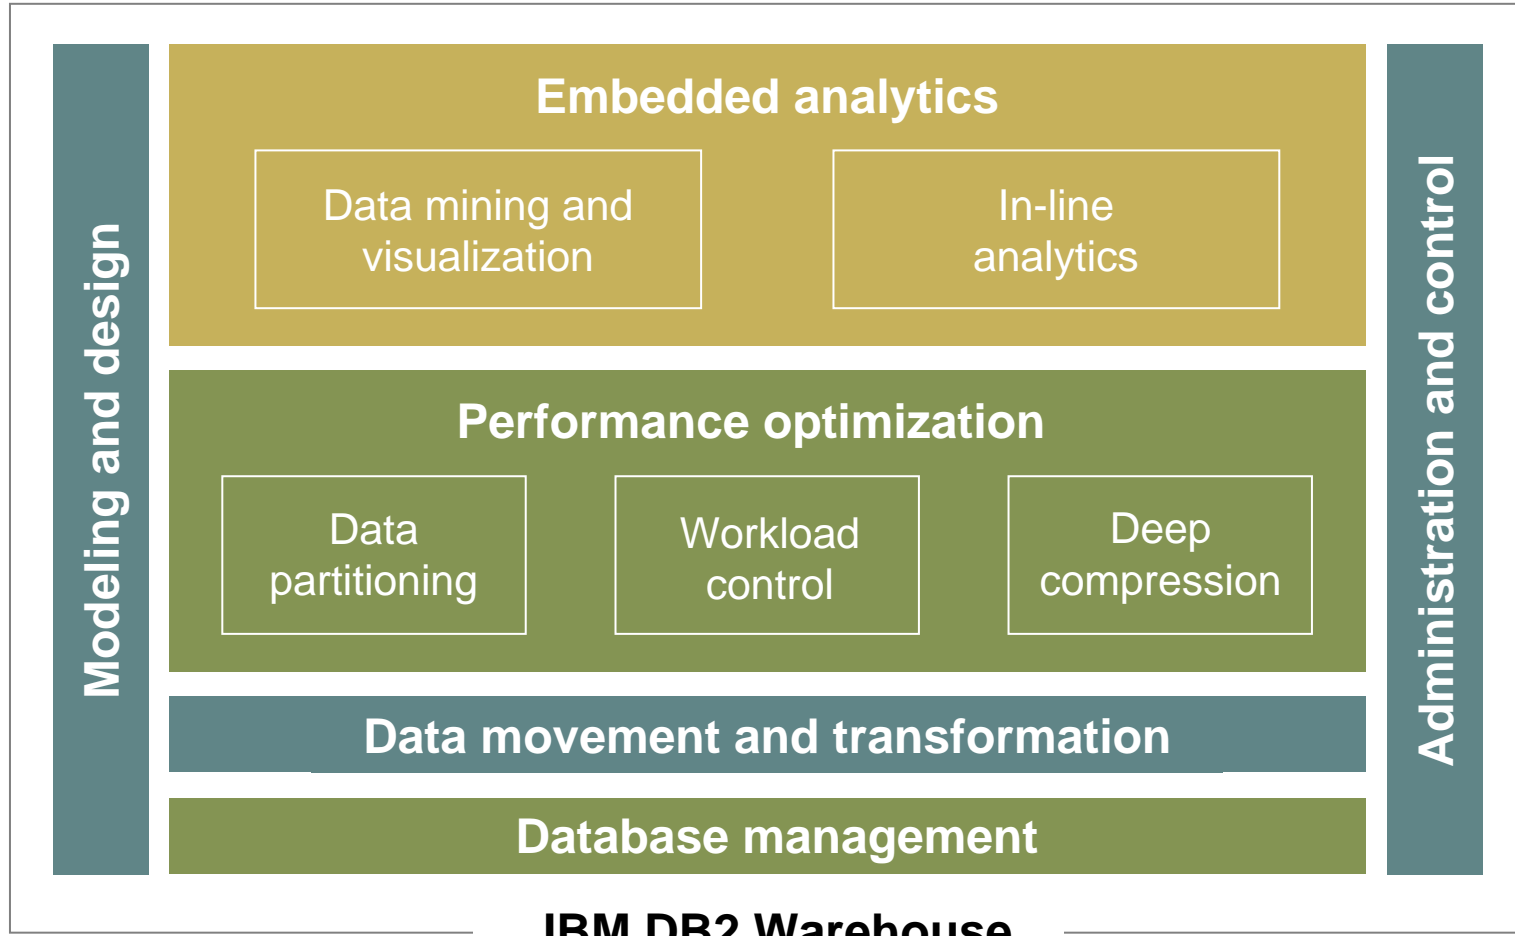 Modeling and design
Embedded analytics
Data mining and
visualization
In-line
analytics
Performance optimization
Data
partitioning
Workload
control
Deep
compression
Data movement and transformation
Database management
Administration and control
IBM DB2 Warehouse